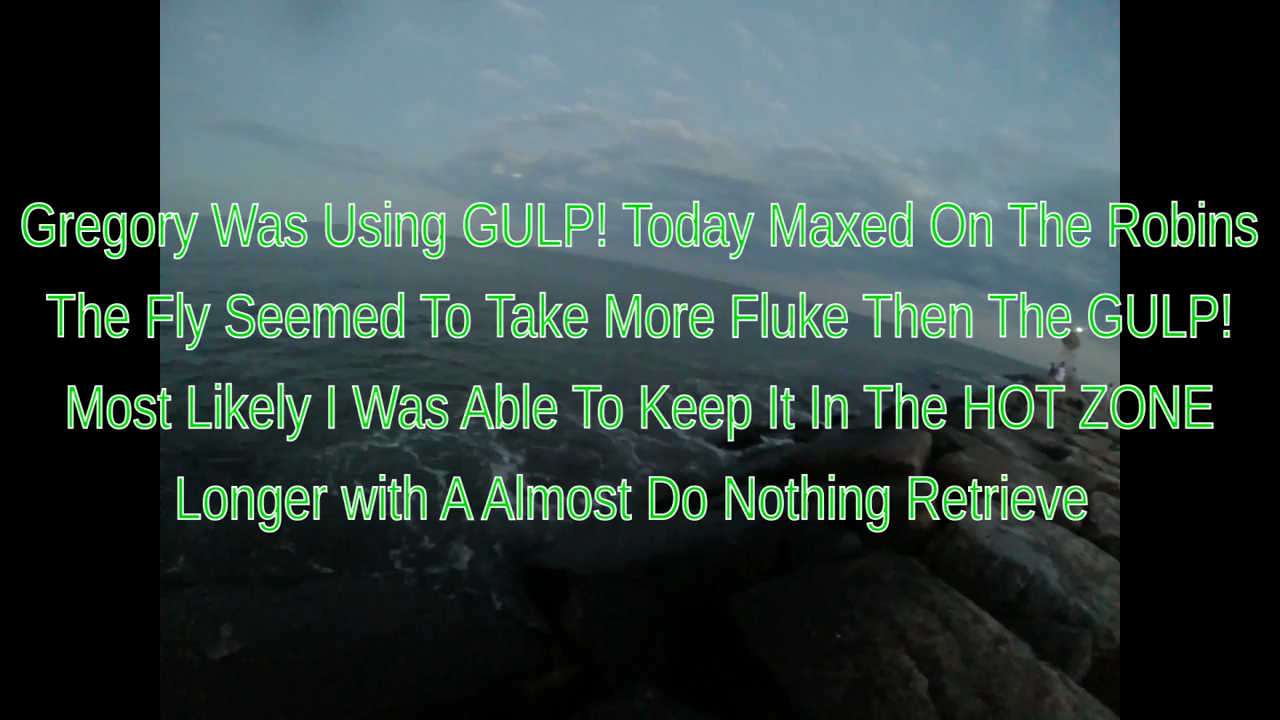 Gregory Was Using GULP! Today Maxed On The Robins
The Fly Seemed To Take More Fluke Then The GULP!
Most Likely I Was Able To Keep It In The HOT ZONE
Longer with A Almost Do Nothing Retrieve